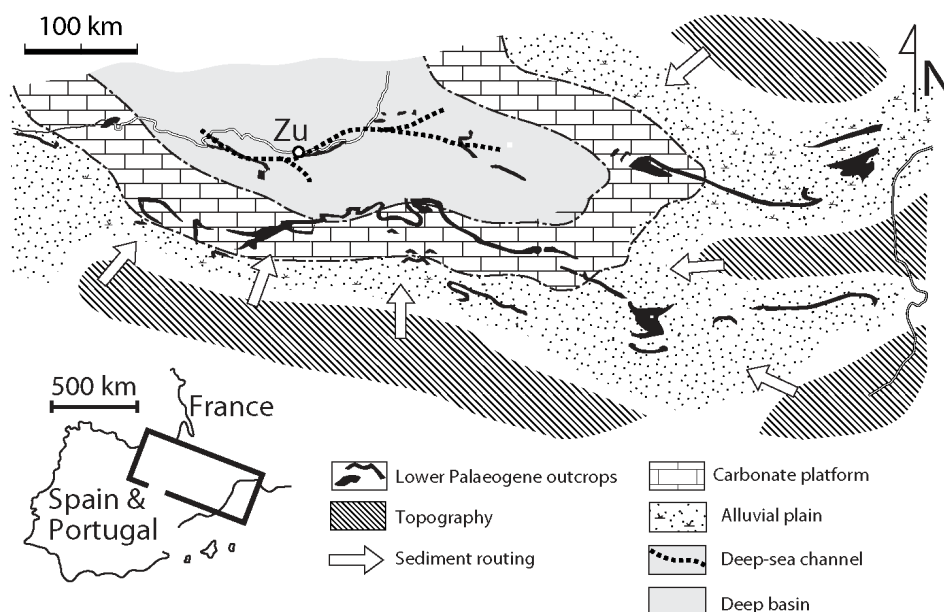 100 km
N
Zu
500 km
France
Spain &
Portugal
Lower Palaeogene outcrops
Topography
Sediment routing
Carbonate platform
Alluvial plain
Deep-sea channel
Deep basin